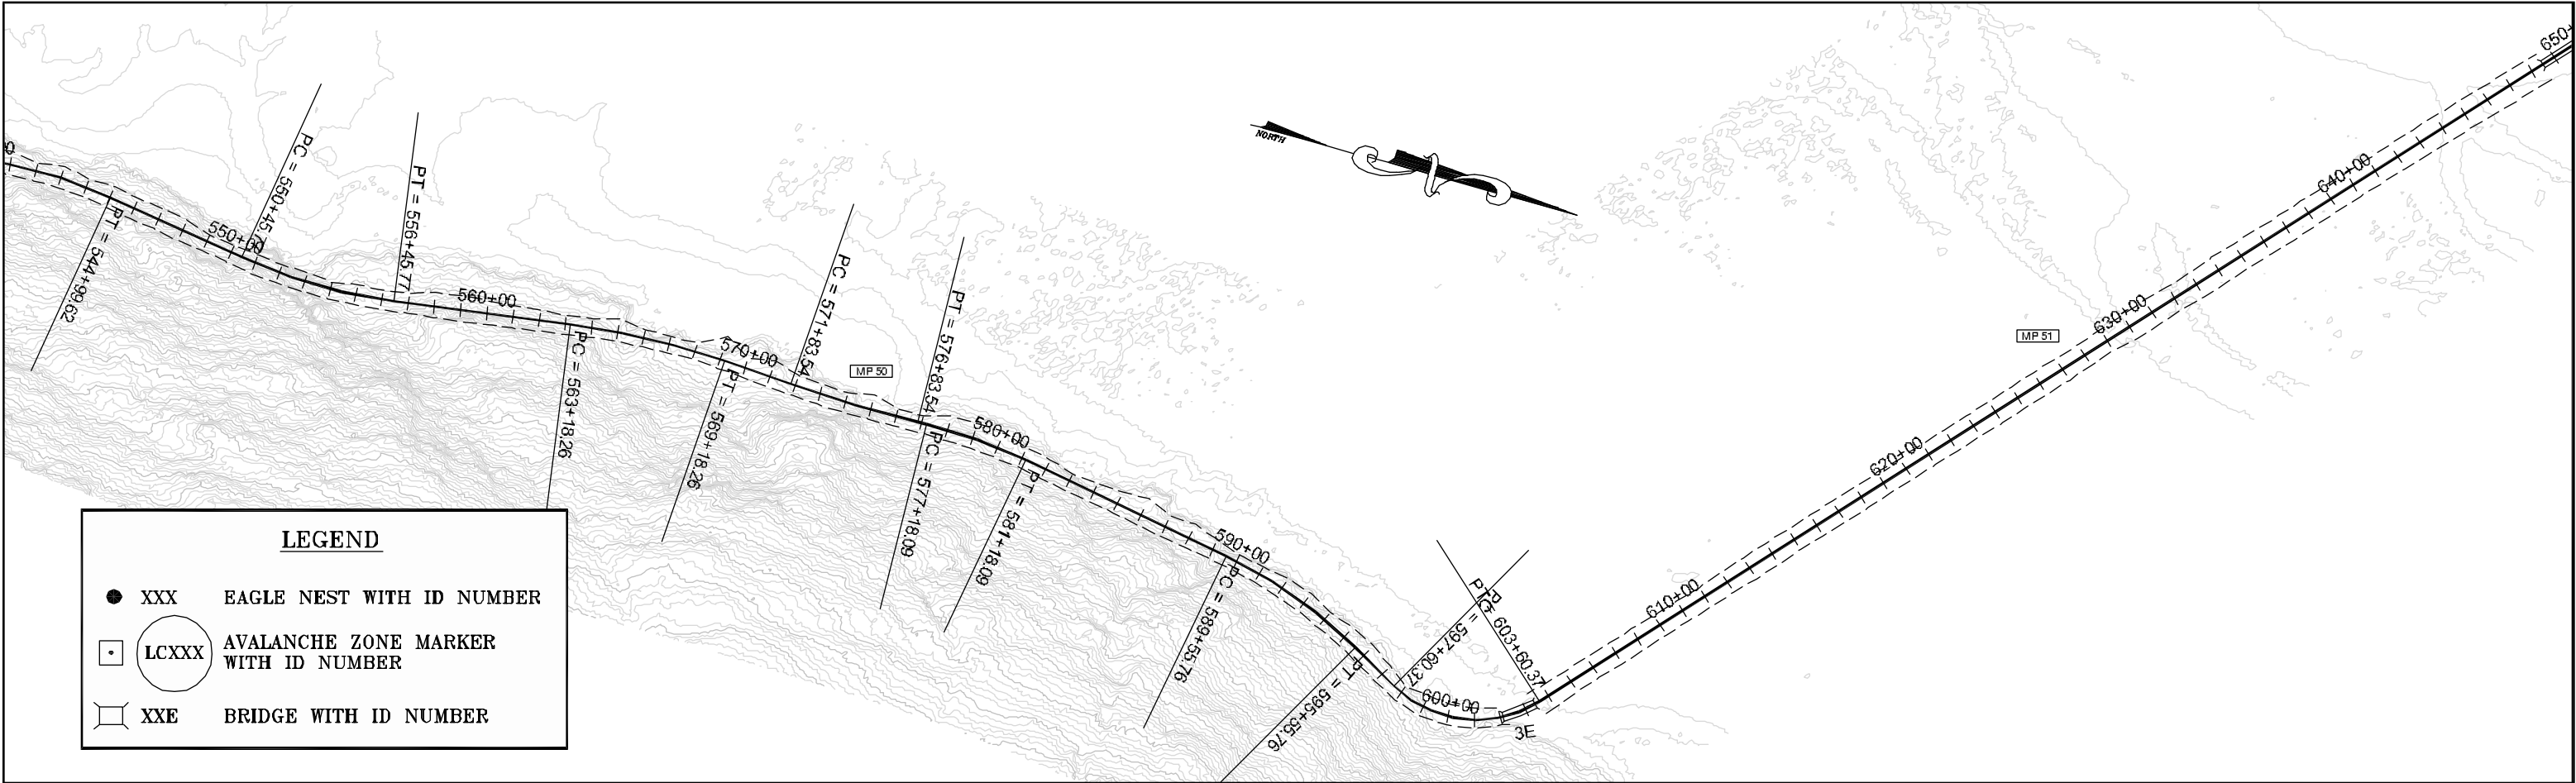 PT = 544+99.62
550+00
PC = 550+45.77
PT = 556+45.77
560+00
PC = 563+18.26
570+00
PT = 569+18.26
PC = 571+83.54
MP 50
PT = 576+83.54
PC = 577+18.09
580+00
PT = 581+18.09
590+00
PC = 589+55.76
PT = 595+55.76
= 597+60.37
600+00
PT = 603+60.37
3E
610+00
620+00
630+00
MP 51
640+00
650+
NORTH
LEGEND
XXX EAGLE NEST WITH ID NUMBER
LCXXX AVALANCHE ZONE MARKER
WITH ID NUMBER
XXE BRIDGE WITH ID NUMBER